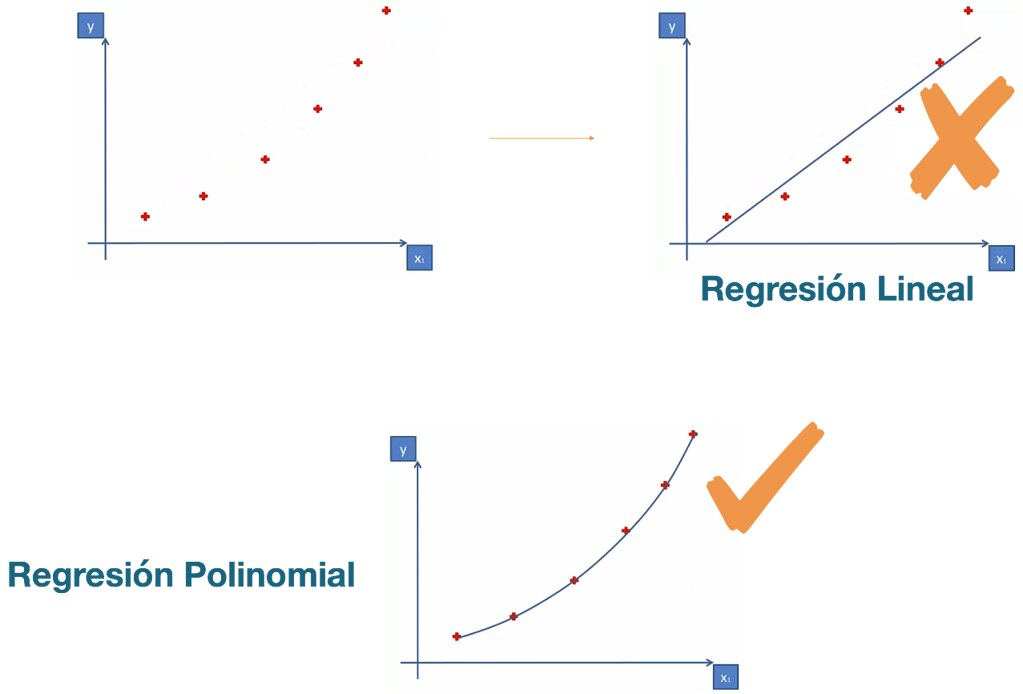 y
x₁
y
x₁
Regresión Lineal
y
Regresión Polinomial
x₁